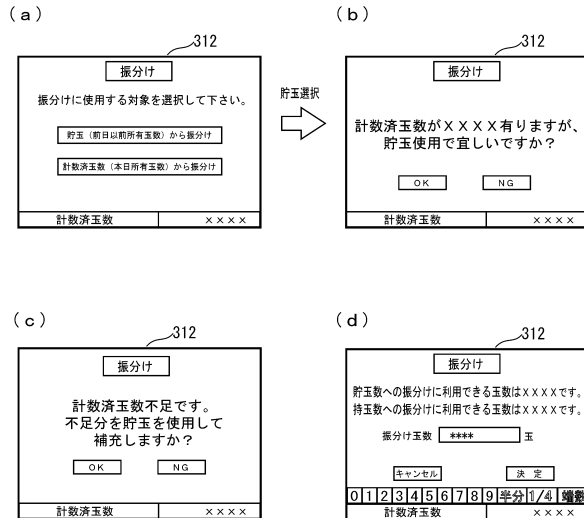 (a)
312
振分け
振分けに使用する対象を選択して下さい。
貯玉（前日以前所有玉数）から振分け
計数済玉数（本日所有玉数）から振分け
計数済玉数 ××××
貯玉選択
(b)
312
振分け
計数済玉数がXXXX有りますが、
貯玉使用で宜しいですか？
OK NG
計数済玉数 ××××
(c)
312
振分け
計数済玉数不足です。
不足分を貯玉を使用して
補充しますか？
OK NG
計数済玉数 ××××
(d)
312
振分け
貯玉数への振分けに利用できる玉数はXXXXです。
持玉数への振分けに利用できる玉数はXXXXです。
振分け玉数 **** 玉
キャンセル 決定
0 1 2 3 4 5 6 7 8 9 半分 1/4 端数
計数済玉数 ××××